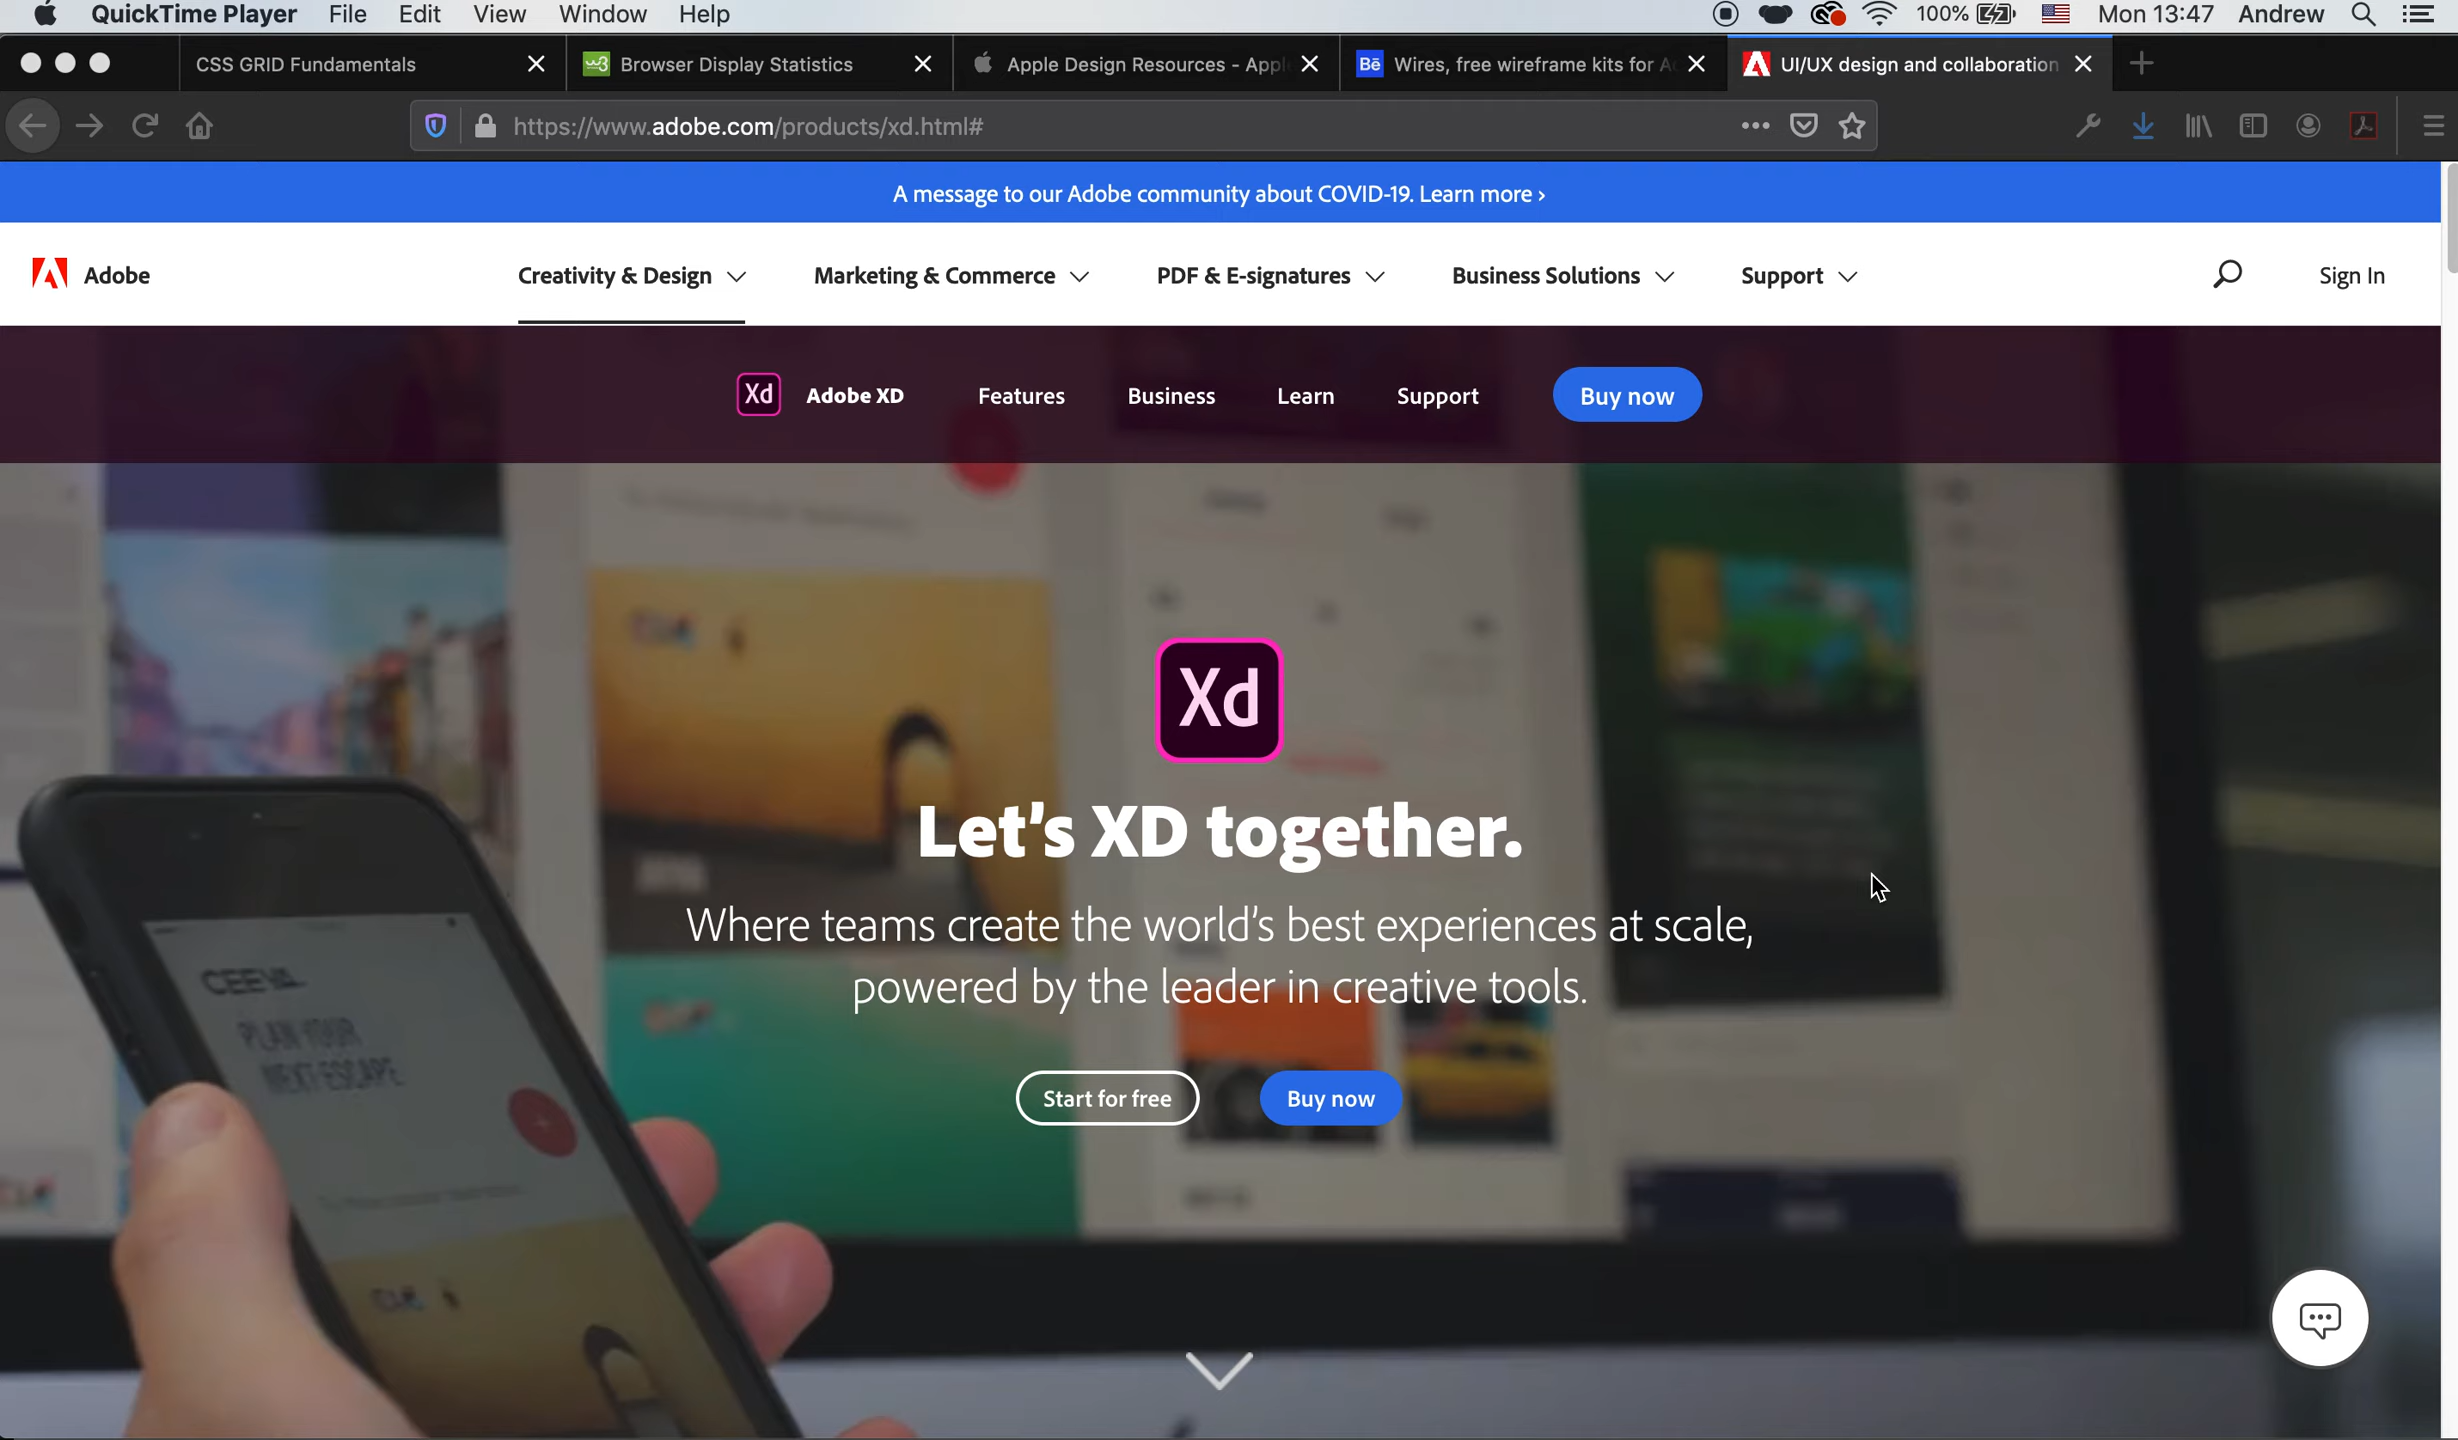 QuickTime Player File Edit View Window Help 100% Mon 13:47 Andrew
CSS GRID Fundamentals
Browser Display Statistics
Apple Design Resources - Appl
Wires, free wireframe kits for A
UI/UX design and collaboration
https://www.adobe.com/products/xd.html#
A message to our Adobe community about COVID-19. Learn more ›
Adobe Creativity & Design Marketing & Commerce PDF & E-signatures Business Solutions Support Sign In
Xd Adobe XD Features Business Learn Support Buy now
Xd
Let's XD together.
Where teams create the world's best experiences at scale,
powered by the leader in creative tools.
Start for free Buy now
PLAN YOUR
NEXT ESCAPE